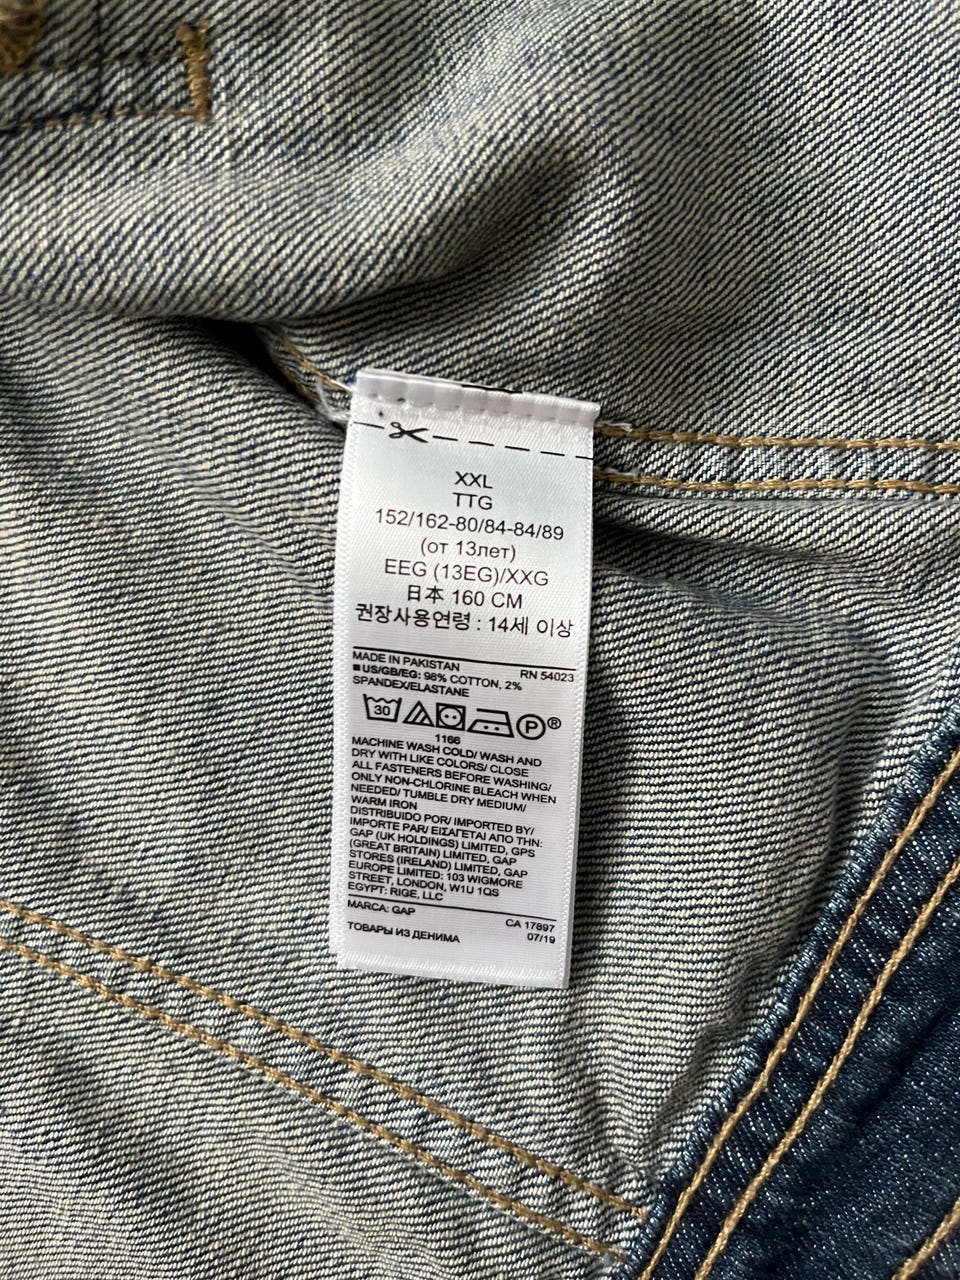 XXL
TTG
152/162-80/84-84/89
(от 13лет)
EEG (13EG)/XXG
日本 160 CM
권장사용연령 : 14세 이상
MADE IN PAKISTAN RN 54023
■ US/GB/EG: 98% COTTON, 2%
SPANDEX/ELASTANE
30 P ®
1166
MACHINE WASH COLD/ WASH AND
DRY WITH LIKE COLORS/ CLOSE
ALL FASTENERS BEFORE WASHING/
ONLY NON-CHLORINE BLEACH WHEN
NEEDED/ TUMBLE DRY MEDIUM/
WARM IRON
DISTRIBUIDO POR/ IMPORTED BY/
IMPORTE PAR/ ΕΙΣΑΓΕΤΑΙ ΑΠΟ ΤΗΝ:
GAP (UK HOLDINGS) LIMITED, GPS
(GREAT BRITAIN) LIMITED, GAP
STORES (IRELAND) LIMITED, GAP
EUROPE LIMITED: 103 WIGMORE
STREET, LONDON, W1U 1QS
EGYPT: RIGE, LLC
MARCA: GAP CA 17897
ТОВАРЫ ИЗ ДЕНИМА 07/19